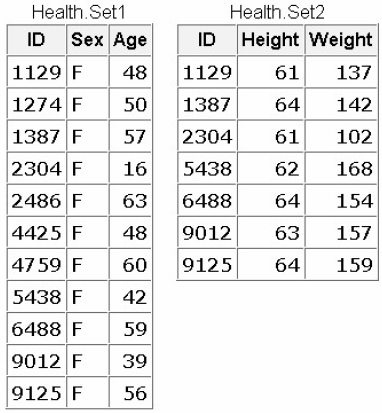 Health.Set1
ID Sex Age
1129 F 48
1274 F 50
1387 F 57
2304 F 16
2486 F 63
4425 F 48
4759 F 60
5438 F 42
6488 F 59
9012 F 39
9125 F 56
Health.Set2
ID Height Weight
1129 61 137
1387 64 142
2304 61 102
5438 62 168
6488 64 154
9012 63 157
9125 64 159